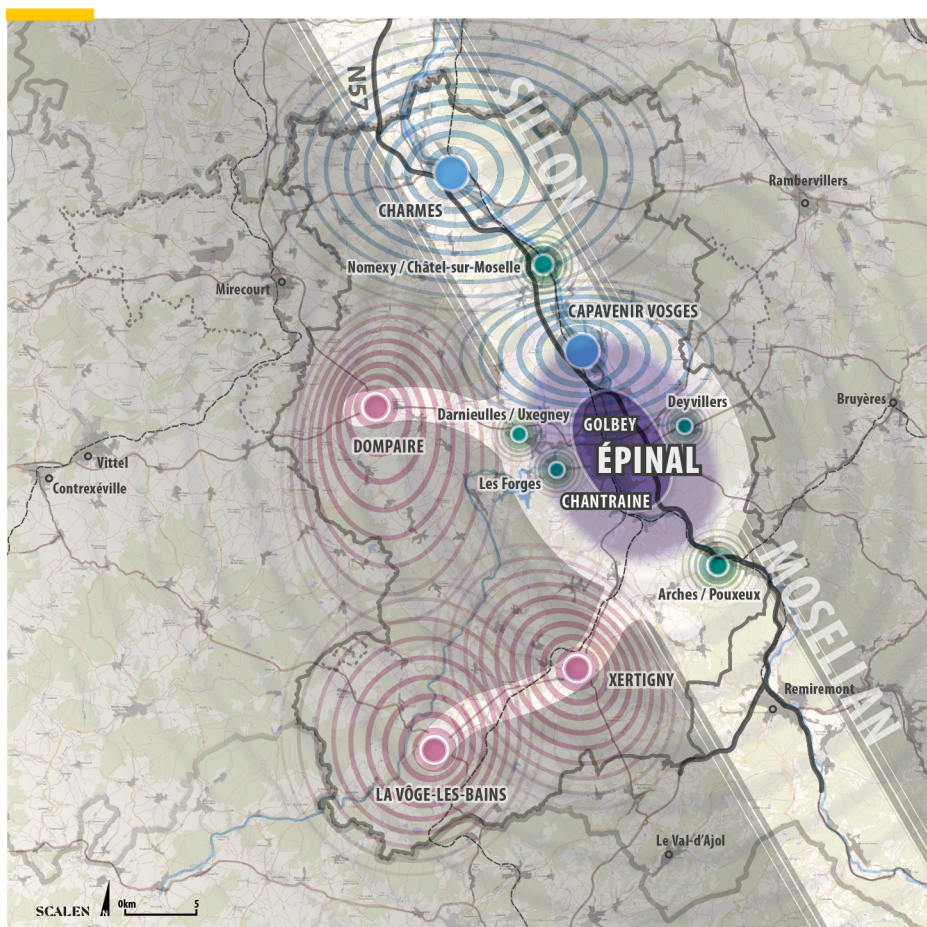 N57
SILLON
Rambervillers
CHARMES
Nomexy / Châtel-sur-Moselle
Mirecourt
CAPAVENIR VOSGES
Bruyères
Deyvillers
Darnieulles / Uxegney
GOLBEY
DOMPAIRE
ÉPINAL
Vittel
Les Forges
Contrexéville
CHANTRAINE
MOSELLAN
Arches / Pouxeux
XERTIGNY
Remiremont
LA VÔGE-LES-BAINS
Le Val-d'Ajol
SCALEN
N
0km 5